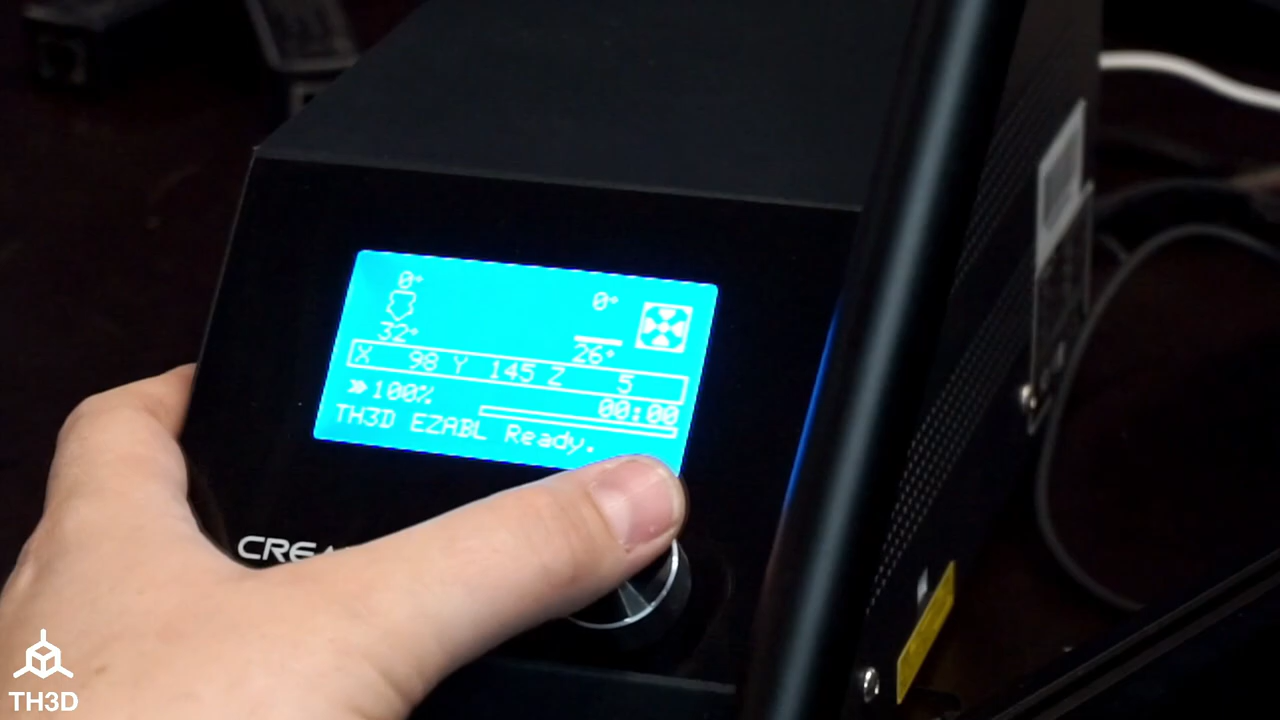 0°
0°
32°
26°
X 98 Y 145 Z 5
»100% 00:00
TH3D EZABL Ready.
CREA
TH3D